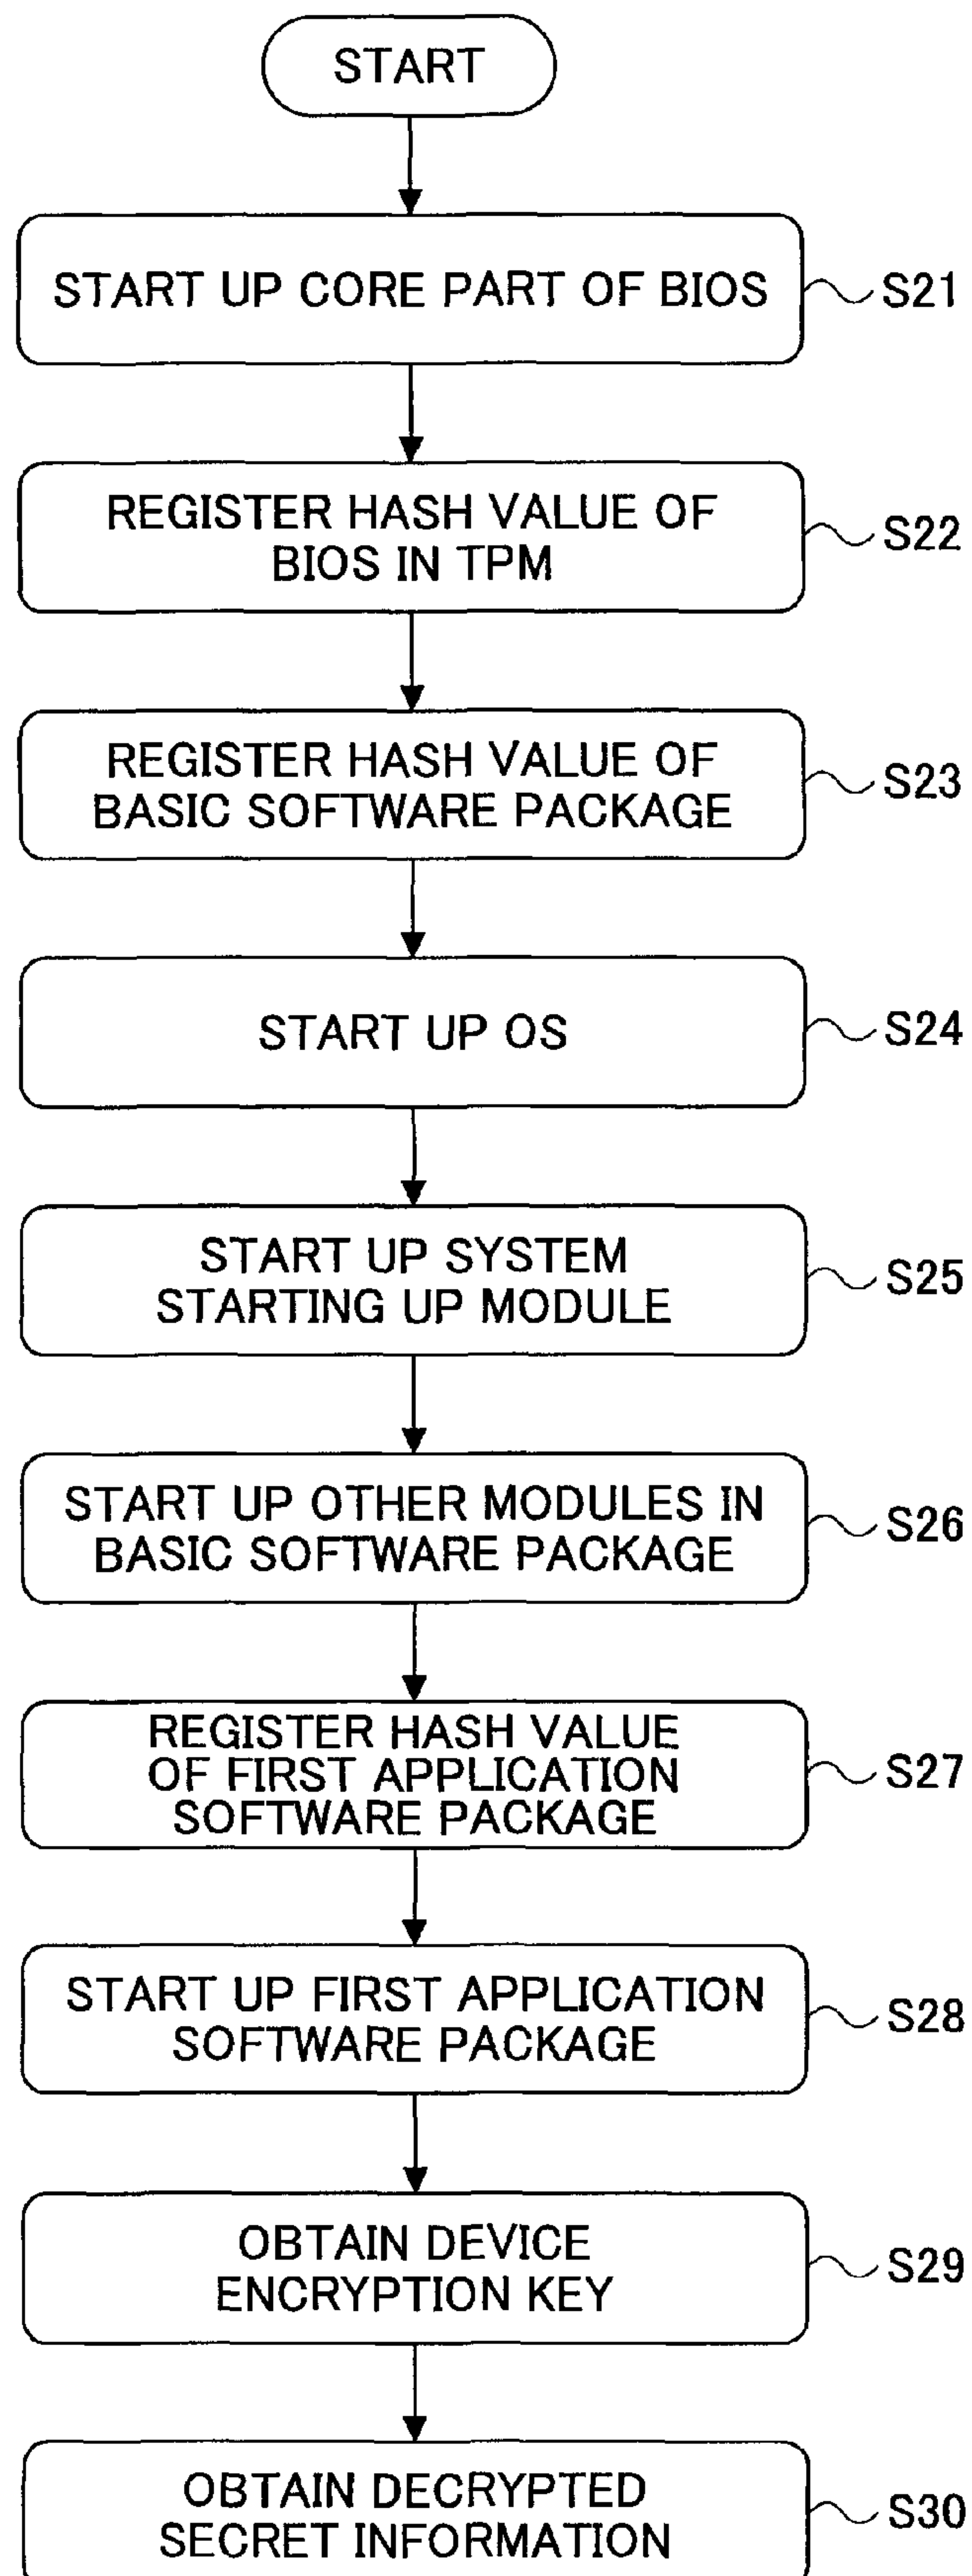 START
START UP CORE PART OF BIOS
S21
REGISTER HASH VALUE OF
BIOS IN TPM
S22
REGISTER HASH VALUE OF
BASIC SOFTWARE PACKAGE
S23
START UP OS
S24
START UP SYSTEM
STARTING UP MODULE
S25
START UP OTHER MODULES IN
BASIC SOFTWARE PACKAGE
S26
REGISTER HASH VALUE
OF FIRST APPLICATION
SOFTWARE PACKAGE
S27
START UP FIRST APPLICATION
SOFTWARE PACKAGE
S28
OBTAIN DEVICE
ENCRYPTION KEY
S29
OBTAIN DECRYPTED
SECRET INFORMATION
S30